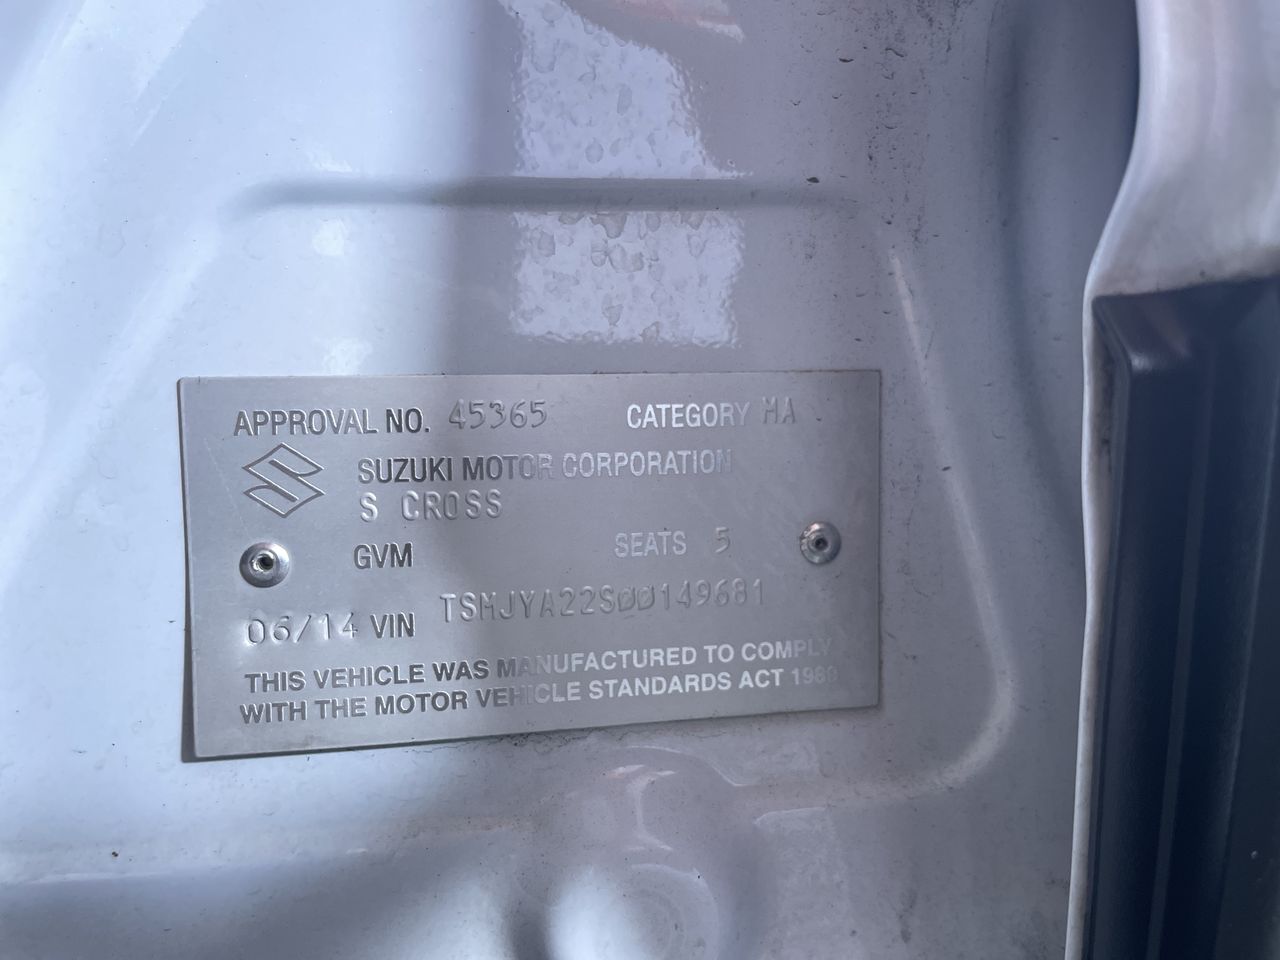 APPROVAL NO. 45365 CATEGORY MA
SUZUKI MOTOR CORPORATION
S CROSS
GVM SEATS 5
06/14 VIN TSMJYA22S00149681
THIS VEHICLE WAS MANUFACTURED TO COMPLY
WITH THE MOTOR VEHICLE STANDARDS ACT 1989